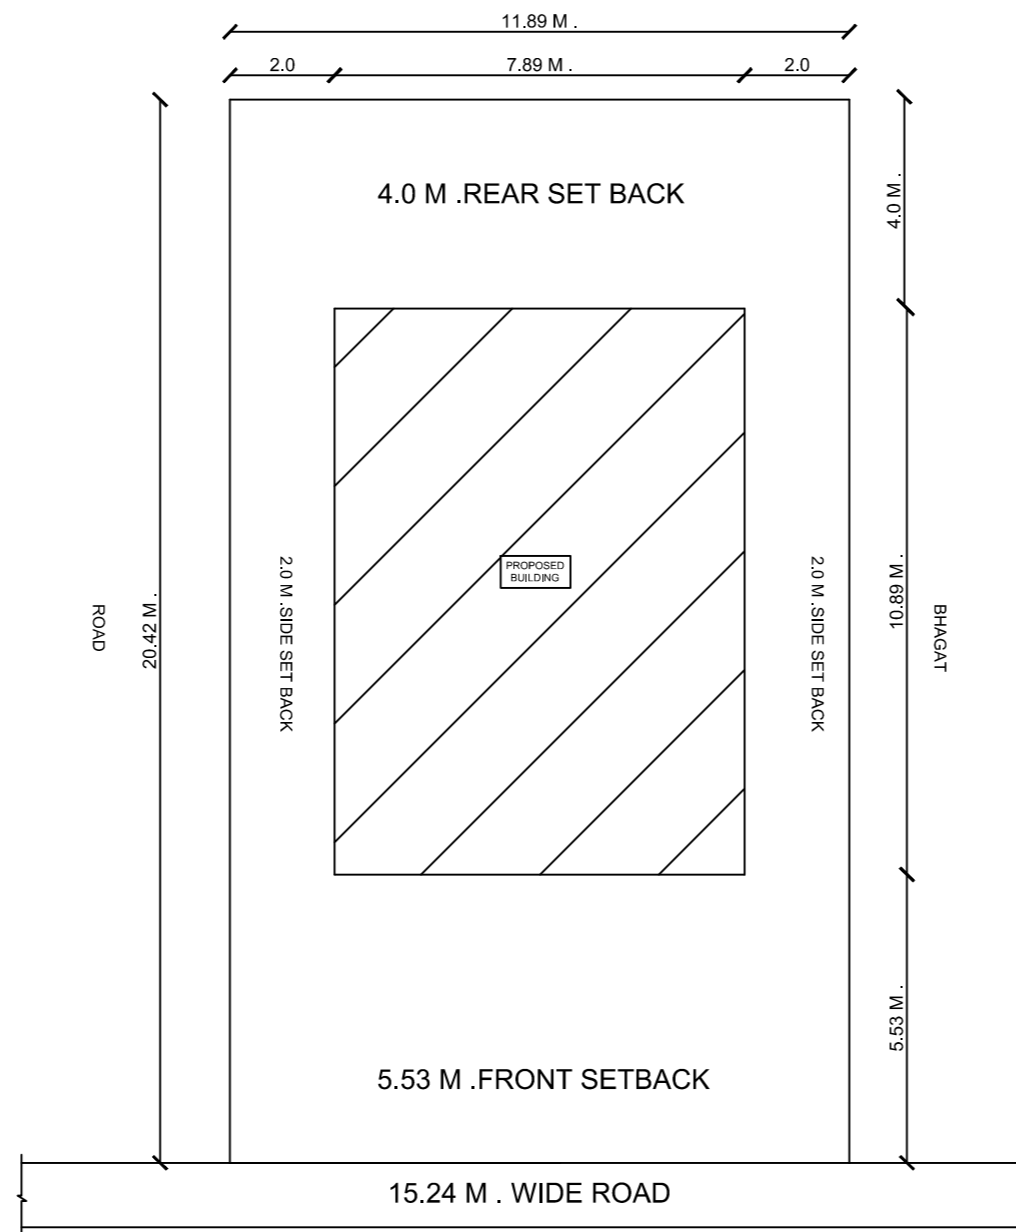 11.89 M .
2.0
7.89 M .
2.0
4.0 M .REAR SET BACK
4.0 M .
PROPOSED
BUILDING
ROAD
20.42 M .
2.0 M .SIDE SET BACK
2.0 M .SIDE SET BACK
10.89 M .
BHAGAT
5.53 M .
5.53 M .FRONT SETBACK
15.24 M . WIDE ROAD